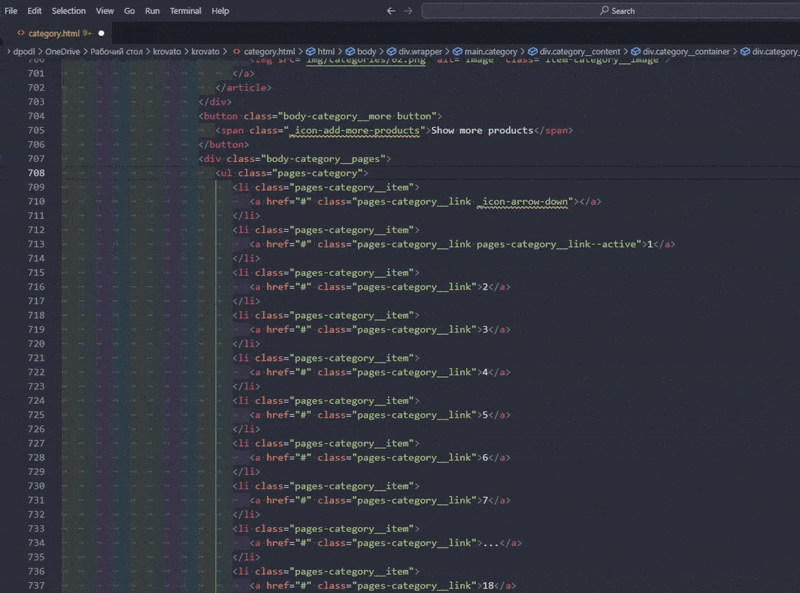 File Edit Selection View Go Run Terminal Help Search
category.html 9+
dpodl > OneDrive > Рабочий стол > krovato > krovato > category.html > html > body > div.wrapper > main.category > div.category__content > div.category__container > div.category_
700 <img src="img/categories/02.png" alt="image" class="item-category__image">
701 </a>
702 </article>
703 </div>
704 <button class="body-category__more button">
705 <span class="_icon-add-more-products">Show more products</span>
706 </button>
707 <div class="body-category__pages">
708 <ul class="pages-category">
709 <li class="pages-category__item">
710 <a href="#" class="pages-category__link _icon-arrow-down"></a>
711 </li>
712 <li class="pages-category__item">
713 <a href="#" class="pages-category__link pages-category__link--active">1</a>
714 </li>
715 <li class="pages-category__item">
716 <a href="#" class="pages-category__link">2</a>
717 </li>
718 <li class="pages-category__item">
719 <a href="#" class="pages-category__link">3</a>
720 </li>
721 <li class="pages-category__item">
722 <a href="#" class="pages-category__link">4</a>
723 </li>
724 <li class="pages-category__item">
725 <a href="#" class="pages-category__link">5</a>
726 </li>
727 <li class="pages-category__item">
728 <a href="#" class="pages-category__link">6</a>
729 </li>
730 <li class="pages-category__item">
731 <a href="#" class="pages-category__link">7</a>
732 </li>
733 <li class="pages-category__item">
734 <a href="#" class="pages-category__link">...</a>
735 </li>
736 <li class="pages-category__item">
737 <a href="#" class="pages-category__link">18</a>